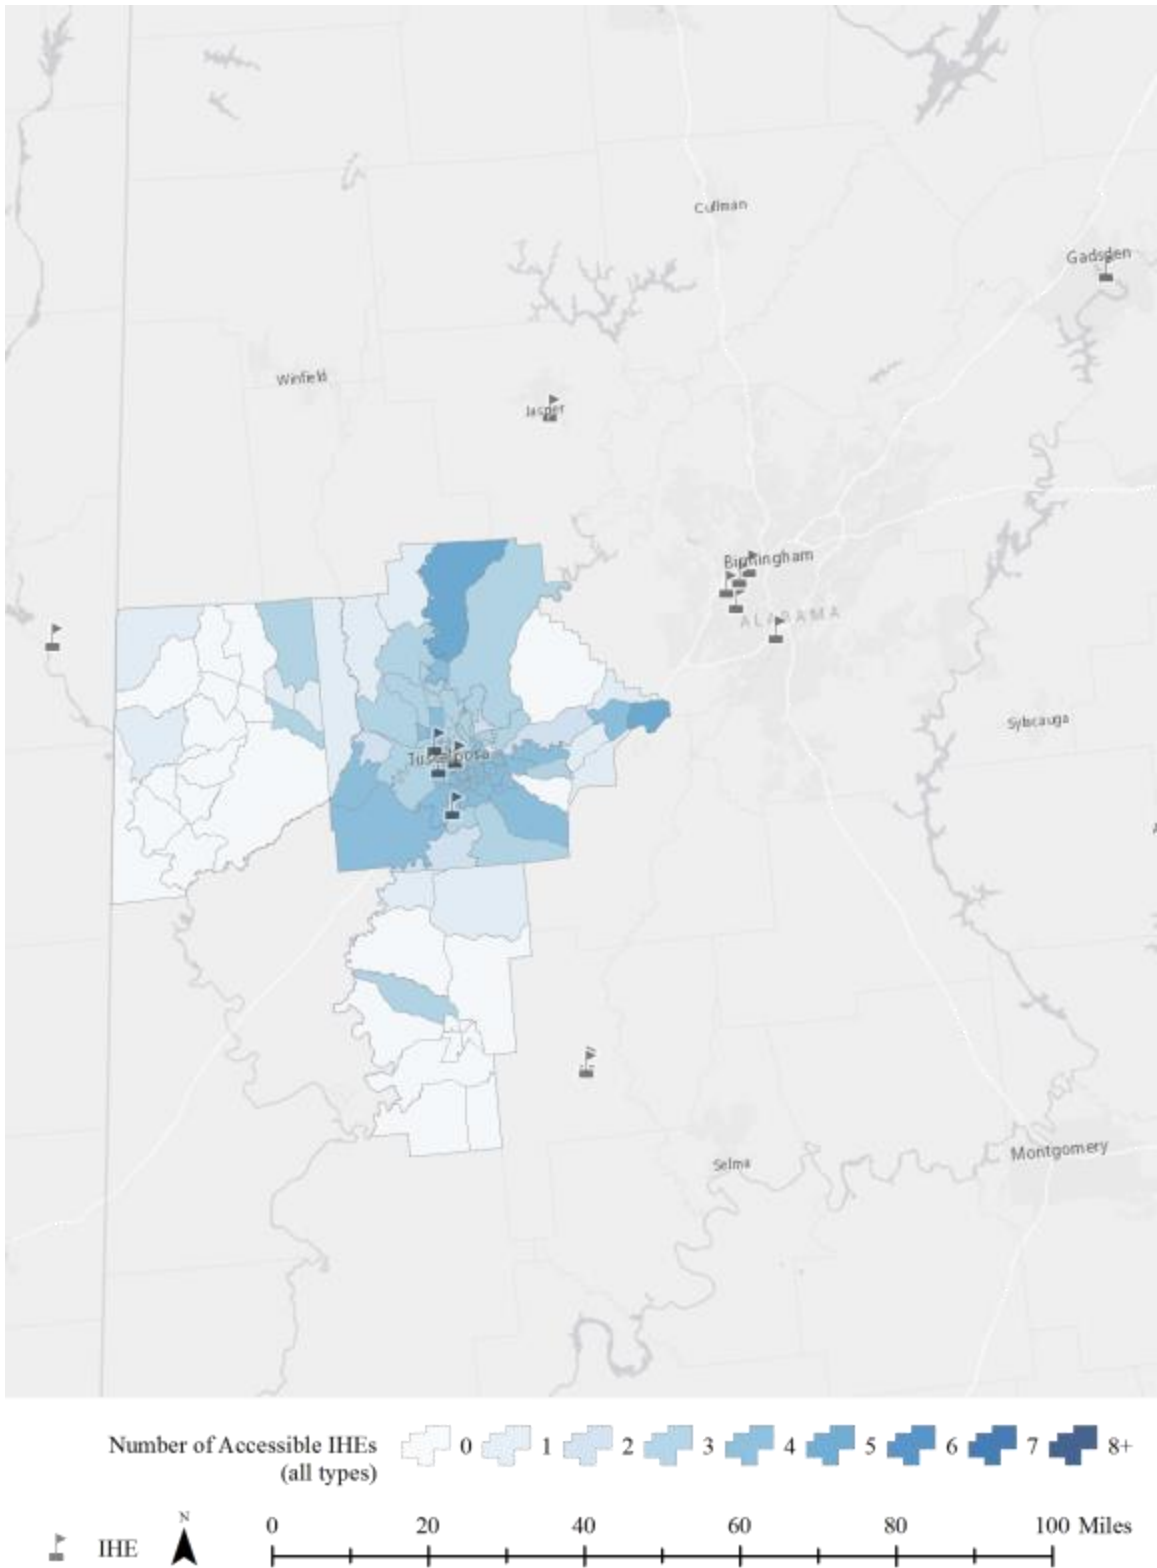 Cullman
Gadsden
Winfield
Jasper
Birmingham
ALABAMA
Sylacauga
Tuscaloosa
Selma
Montgomery
Number of Accessible IHEs
(all types)
0
1
2
3
4
5
6
7
8+
IHE
N
0
20
40
60
80
100 Miles